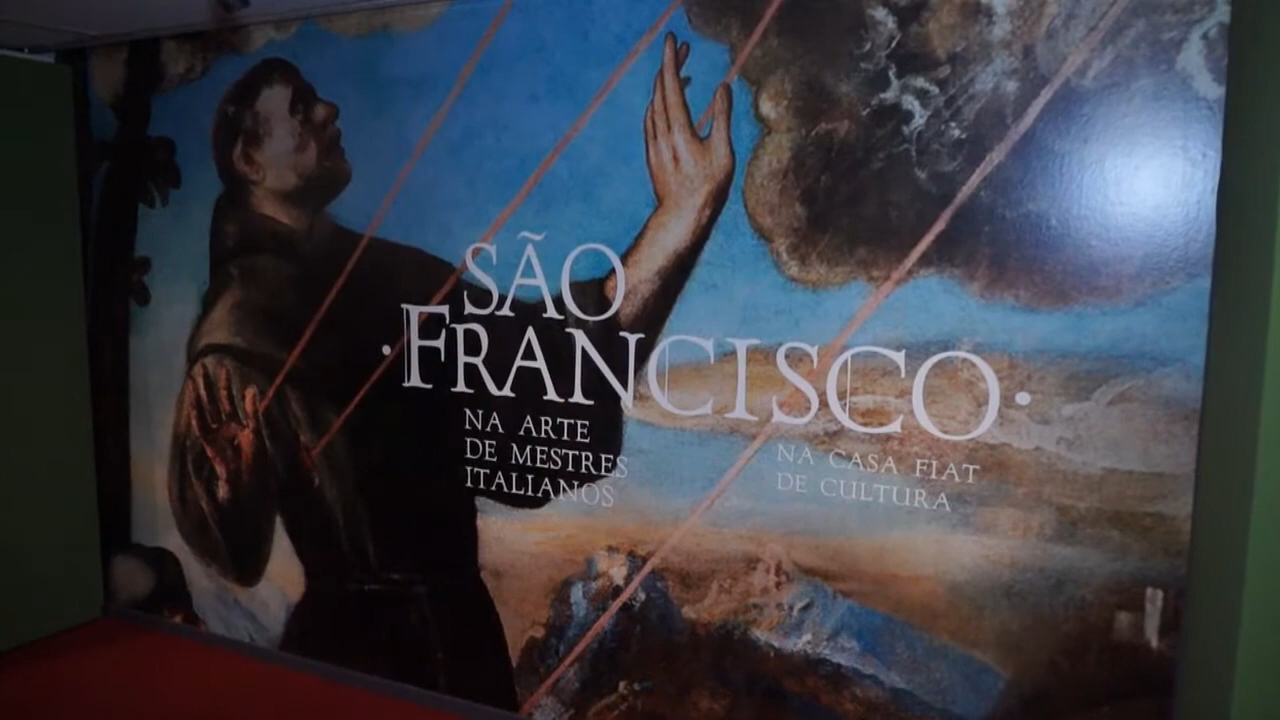 SÃO
·FRANCISCO·
NA ARTE
DE MESTRES
ITALIANOS
NA CASA FIAT
DE CULTURA